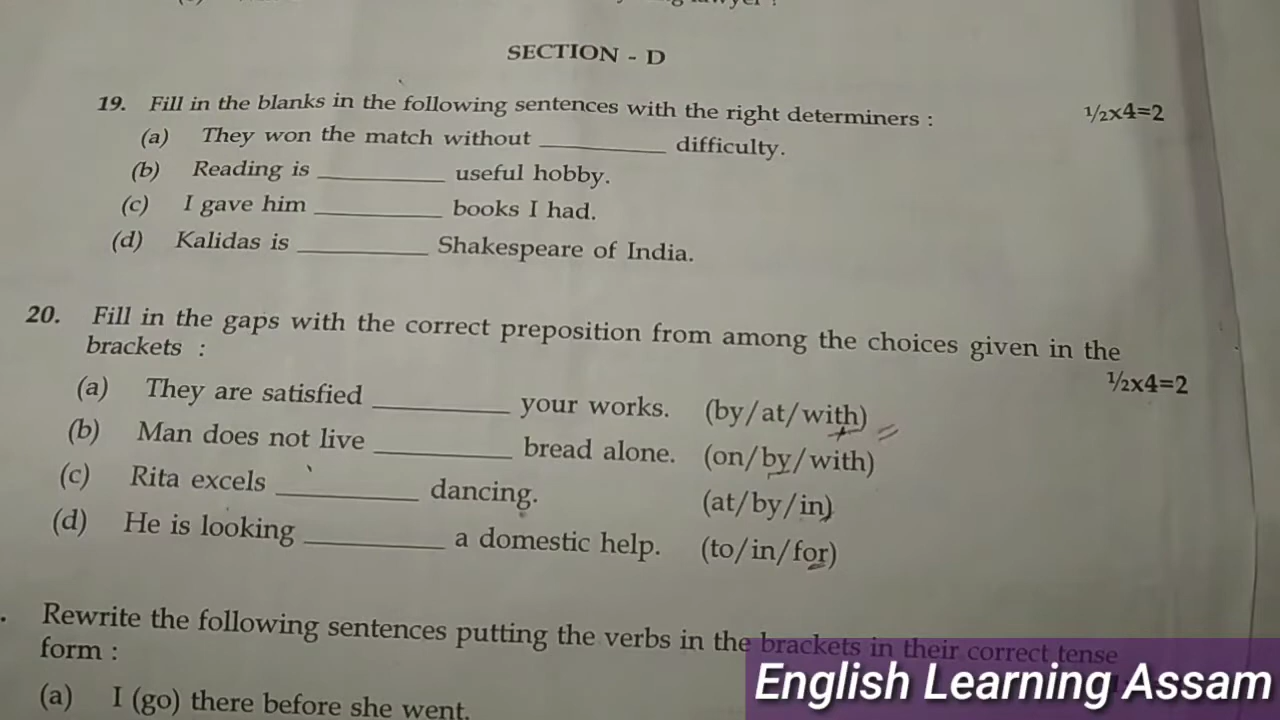 SECTION - D
19. Fill in the blanks in the following sentences with the right determiners : ½x4=2
(a) They won the match without __________ difficulty.
(b) Reading is __________ useful hobby.
(c) I gave him __________ books I had.
(d) Kalidas is __________ Shakespeare of India.
20. Fill in the gaps with the correct preposition from among the choices given in the
brackets : ½x4=2
(a) They are satisfied __________ your works. (by/at/with)
(b) Man does not live __________ bread alone. (on/by/with)
(c) Rita excels __________ dancing. (at/by/in)
(d) He is looking __________ a domestic help. (to/in/for)
Rewrite the following sentences putting the verbs in the brackets in their correct tense
form :
(a) I (go) there before she went.
English Learning Assam